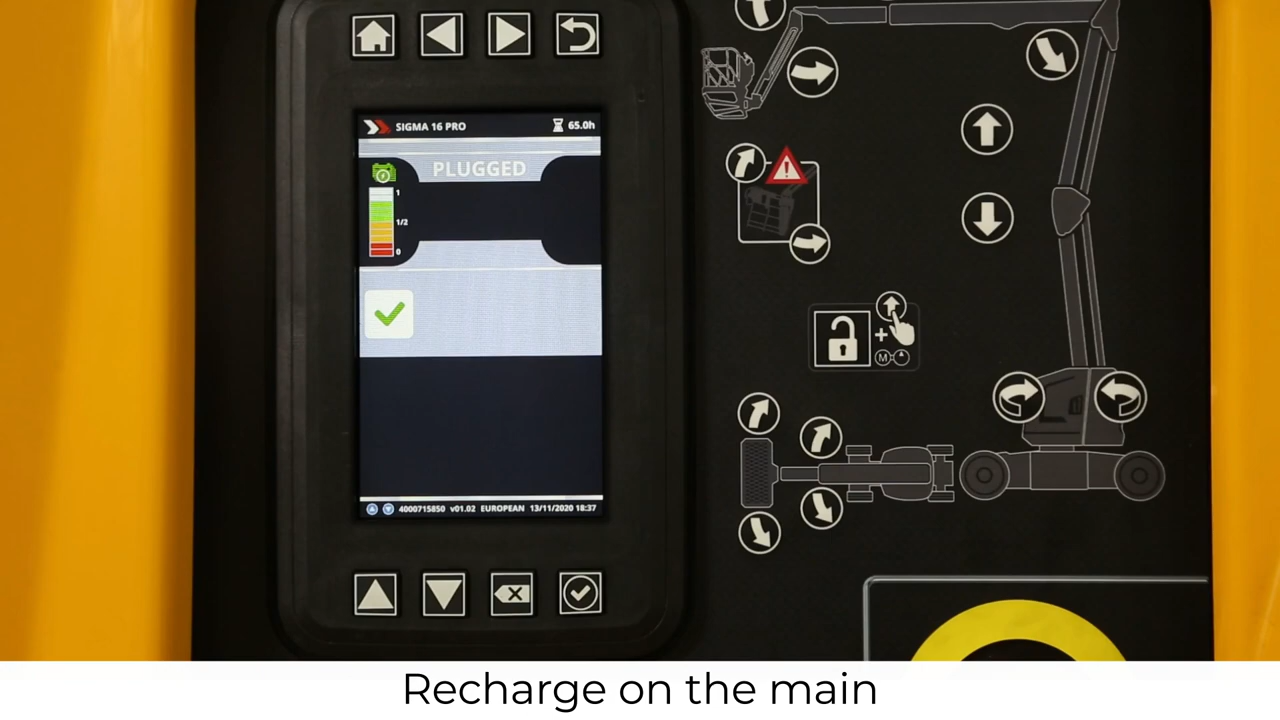 SIGMA 16 PRO
65.0h
PLUGGED
1
1/2
0
4000715850 v01.02 EUROPEAN 13/11/2020 18:37
+
M
Recharge on the main